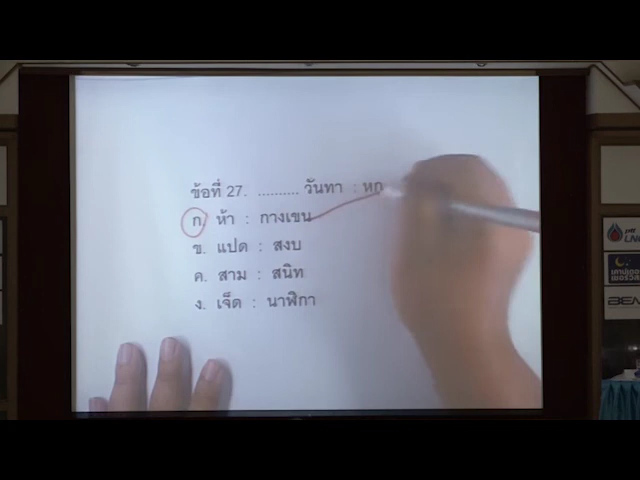 ข้อที่ 27. .......... วันทา : หก
ก ห้า : กางเขน
ข. แปด : สงบ
ค. สาม : สนิท
ง. เจ็ด : นาฬิกา